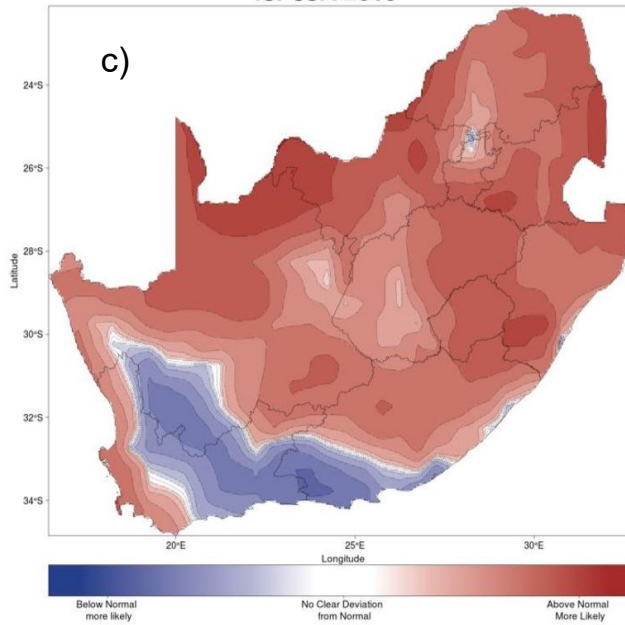 c)
24°S
26°S
28°S
30°S
32°S
34°S
Latitude
20°E
25°E
30°E
Longitude
Below Normal
more likely
No Clear Deviation
from Normal
Above Normal
More Likely